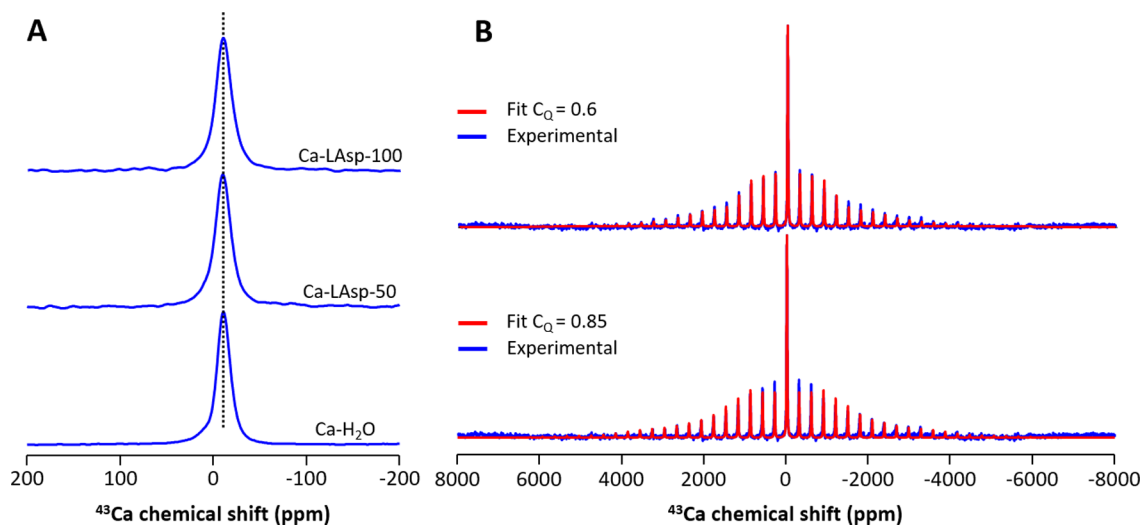 A
Ca-LAsp-100
Ca-LAsp-50
Ca-H₂O
200 100 0 -100 -200
⁴³Ca chemical shift (ppm)
B
Fit C_Q = 0.6
Experimental
Fit C_Q = 0.85
Experimental
8000 6000 4000 2000 0 -2000 -4000 -6000 -8000
⁴³Ca chemical shift (ppm)